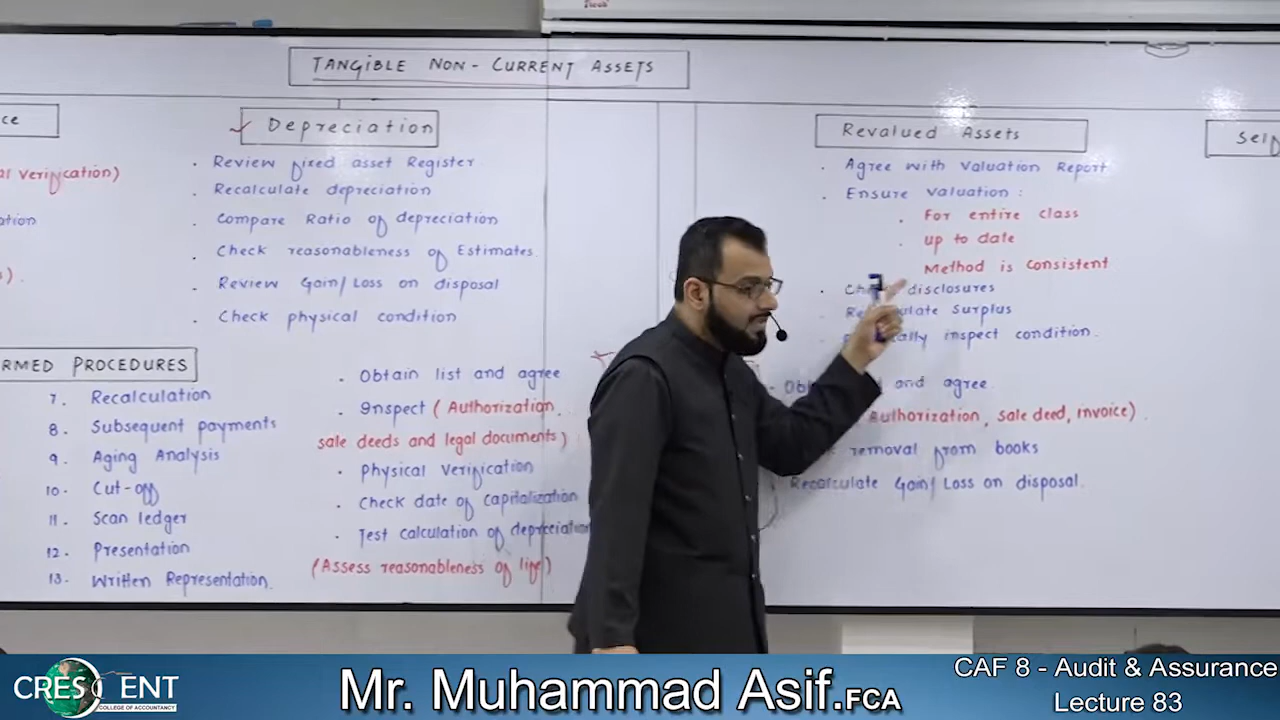 TANGIBLE NON-CURRENT ASSETS
ce
al verification)
ation
s).
✓ Depreciation
. Review fixed asset Register
. Recalculate depreciation
. Compare Ratio of depreciation
. Check reasonableness of Estimates.
. Review Gain/Loss on disposal
. Check physical condition
Revalued Assets
. Agree with Valuation Report
. Ensure Valuation :
. For entire class
. up to date
Method is consistent
. disclosures
Surplus
inspect condition.
Self
RMED PROCEDURES
7. Recalculation
8. Subsequent payments
9. Aging Analysis
10. Cut-off
11. Scan ledger
12. Presentation
13. Written Representation.
. Obtain list and agree
. Inspect (Authorization,
sale deeds and legal documents)
. Physical Verification
. Check date of Capitalization
. Test calculation of depreciation
(Assess reasonableness of life)
and agree.
Authorization, sale deed, invoice).
removal from books
Recalculate Gain/Loss on disposal.
CRESCENT
COLLEGE OF ACCOUNTANCY
Mr. Muhammad Asif.FCA
CAF 8 - Audit & Assurance
Lecture 83